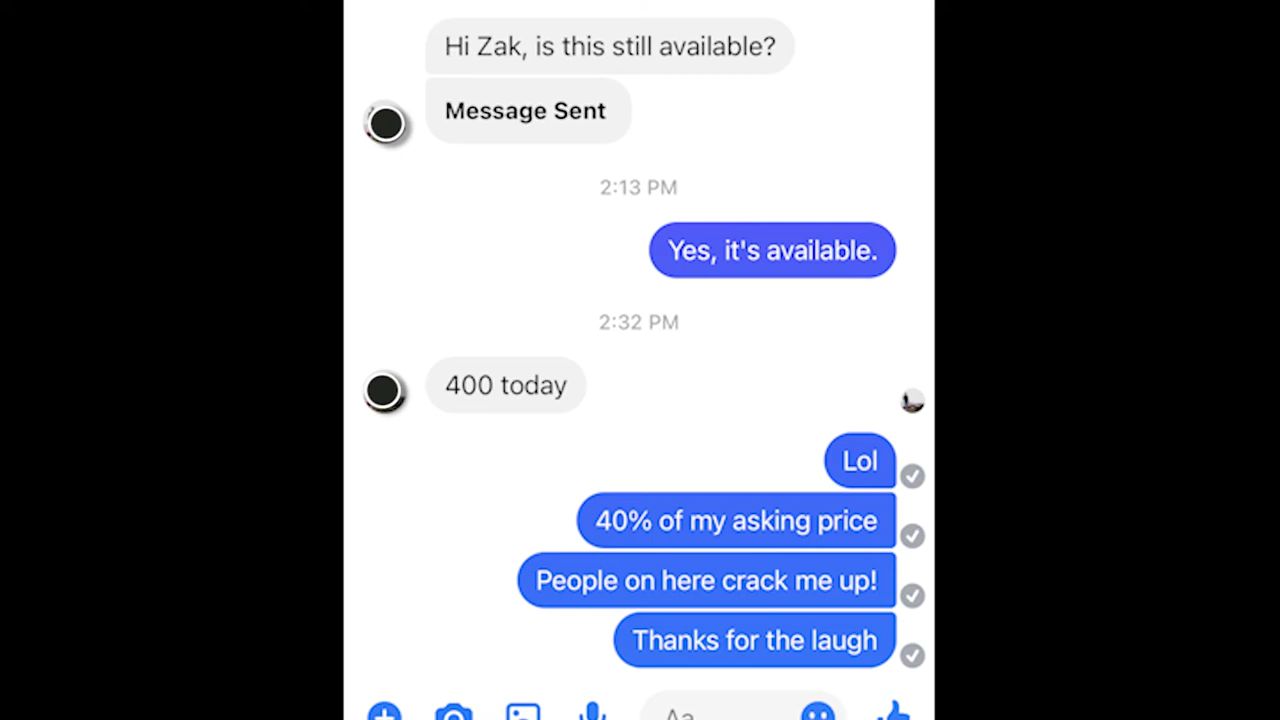 Hi Zak, is this still available?
Message Sent
2:13 PM
Yes, it's available.
2:32 PM
400 today
Lol
40% of my asking price
People on here crack me up!
Thanks for the laugh
Aa